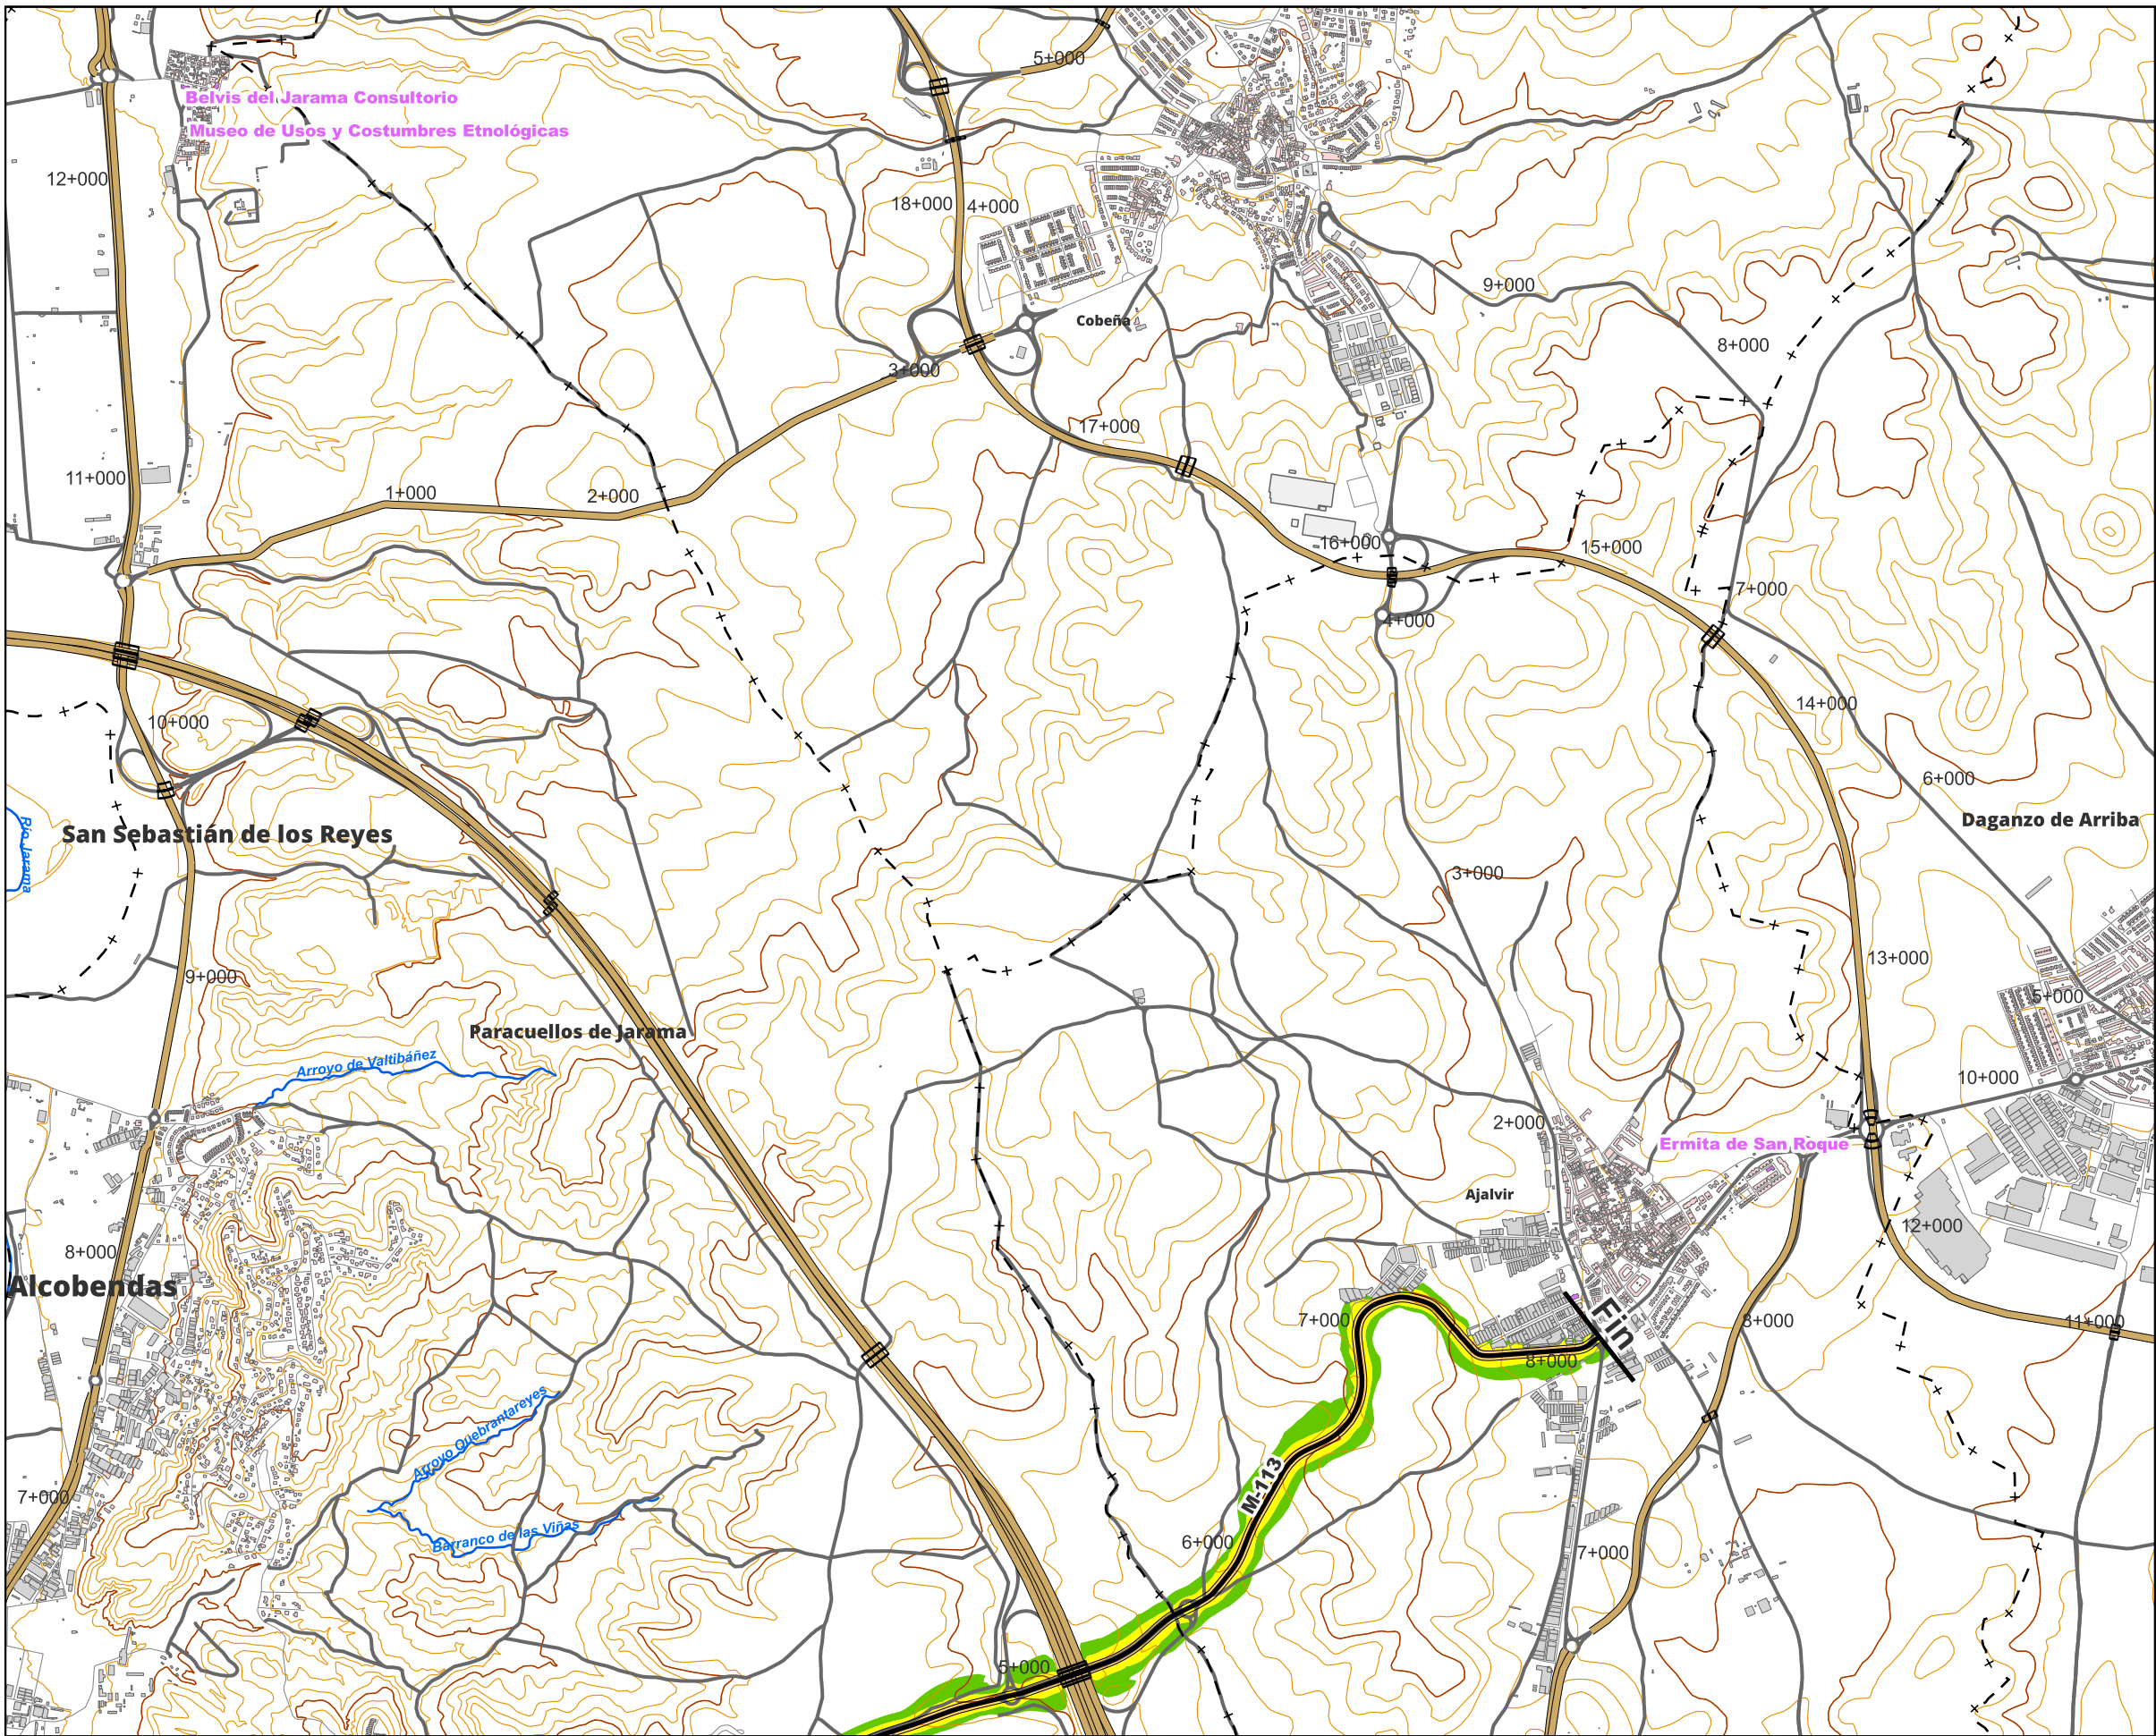 5+000
Belvis del Jarama Consultorio
Museo de Usos y Costumbres Etnológicas
12+000
18+000
4+000
9+000
Cobeña
8+000
3+000
17+000
11+000
1+000
2+000
16+000
15+000
7+000
4+000
14+000
10+000
6+000
Río Jarama
San Sebastián de los Reyes
Daganzo de Arriba
3+000
13+000
9+000
5+000
Paracuellos de Jarama
Arroyo de Valtibáñez
10+000
2+000
Ermita de San Roque
Ajalvir
12+000
8+000
Alcobendas
7+000
Fin
8+000
11+000
8+000
Arroyo Quebrantareyes
M-113
7+000
Barranco de las Viñas
6+000
7+000
5+000